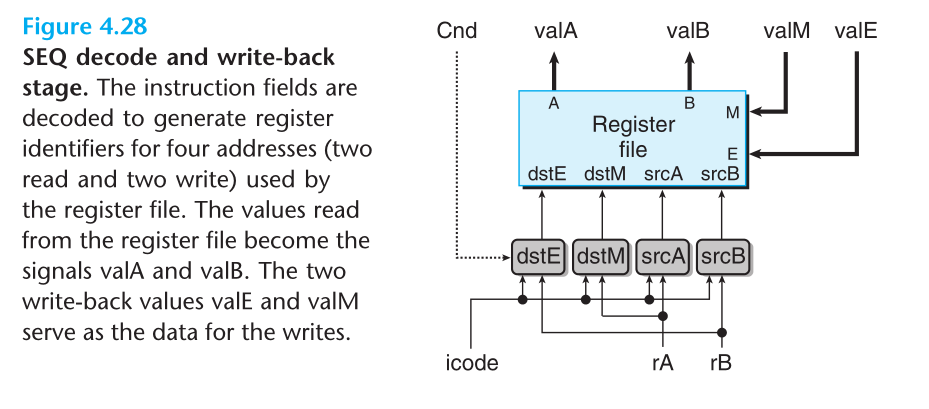 Figure 4.28
SEQ decode and write-back
stage. The instruction fields are
decoded to generate register
identifiers for four addresses (two
read and two write) used by
the register file. The values read
from the register file become the
signals valA and valB. The two
write-back values valE and valM
serve as the data for the writes.
Cnd valA valB valM valE
A B
M
Register
file
E
dstE dstM srcA srcB
dstE dstM srcA srcB
icode rA rB